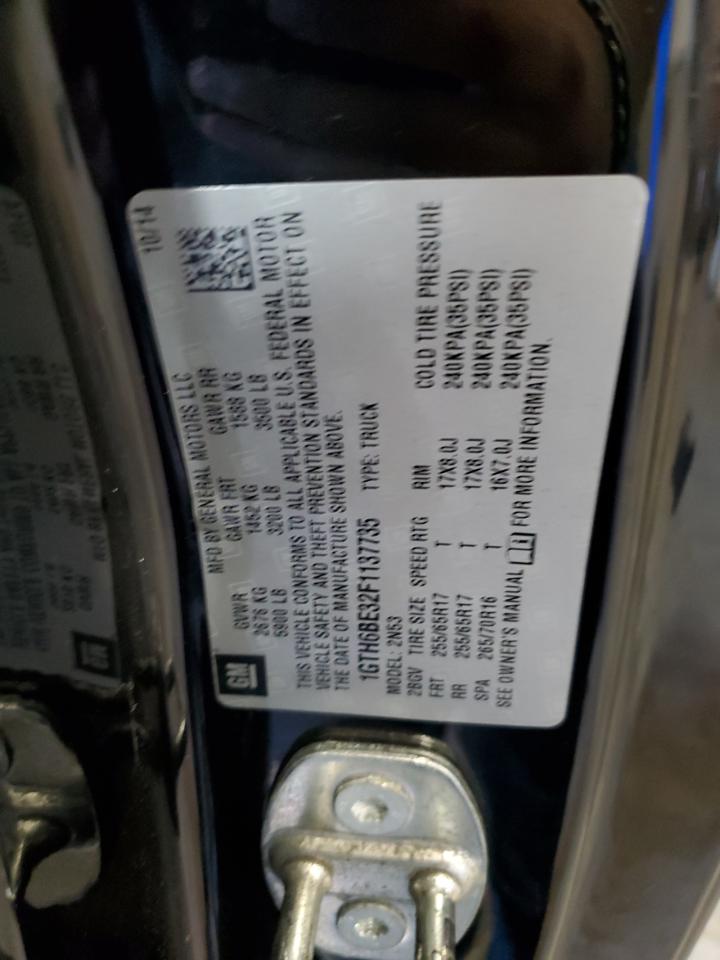 GM
MFD BY GENERAL MOTORS LLC
10/14
GVWR GAWR FRT GAWR RR
2676 KG 1452 KG 1588 KG
5900 LB 3200 LB 3500 LB
THIS VEHICLE CONFORMS TO ALL APPLICABLE U.S. FEDERAL MOTOR
VEHICLE SAFETY AND THEFT PREVENTION STANDARDS IN EFFECT ON
THE DATE OF MANUFACTURE SHOWN ABOVE.
1GTH6BE32F1137735 TYPE: TRUCK
MODEL: 2N53
2BGV TIRE SIZE SPEED RTG RIM COLD TIRE PRESSURE
FRT 255/65R17 T 17X8.0J 240KPA(35PSI)
RR 255/65R17 T 17X8.0J 240KPA(35PSI)
SPA 265/70R16 T 16X7.0J 240KPA(35PSI)
SEE OWNER'S MANUAL FOR MORE INFORMATION.